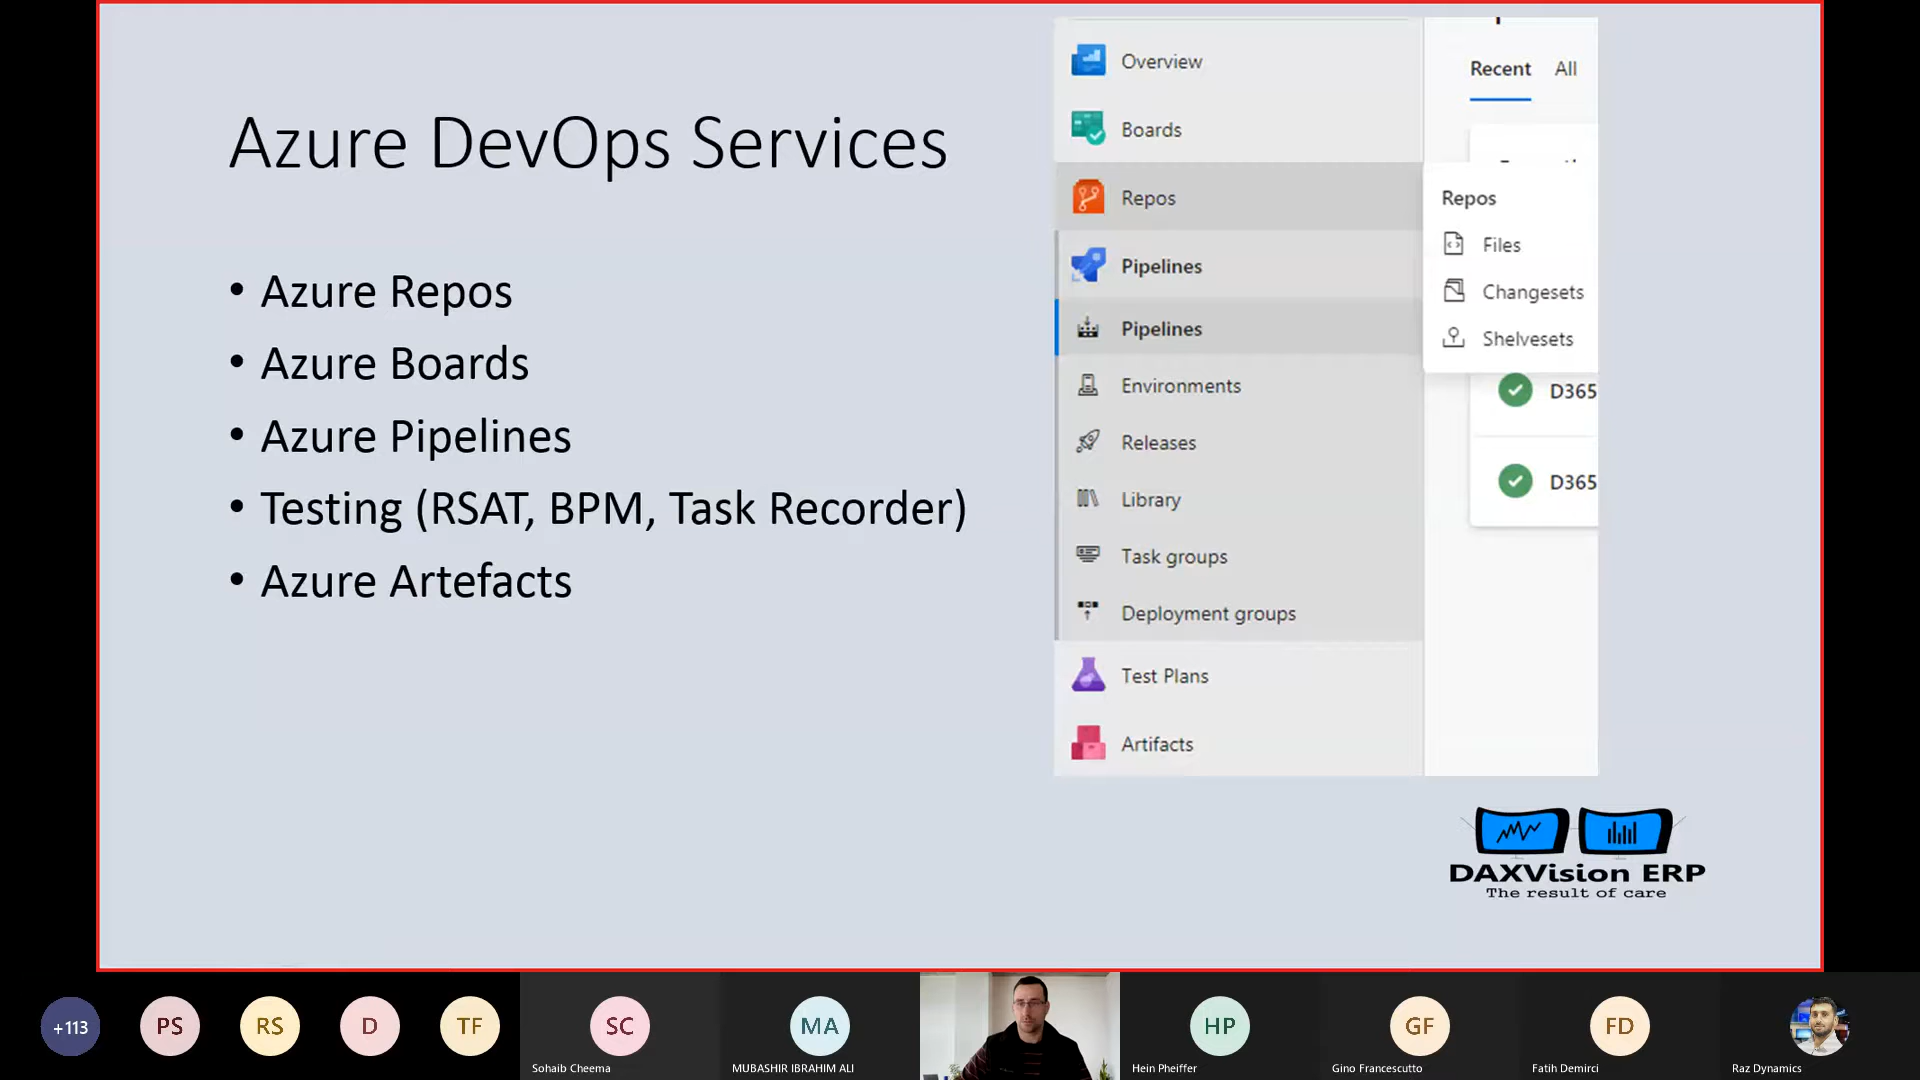 Azure DevOps Services
• Azure Repos
• Azure Boards
• Azure Pipelines
• Testing (RSAT, BPM, Task Recorder)
• Azure Artefacts
Overview
Boards
Repos
Pipelines
Pipelines
Environments
Releases
Library
Task groups
Deployment groups
Test Plans
Artifacts
Recent All
Repos
Files
Changesets
Shelvesets
D365
D365
DAXVision ERP
The result of care
+113
PS
RS
D
TF
SC
Sohaib Cheema
MA
MUBASHIR IBRAHIM ALI
HP
Hein Pheiffer
GF
Gino Francescutto
FD
Fatih Demirci
Raz Dynamics